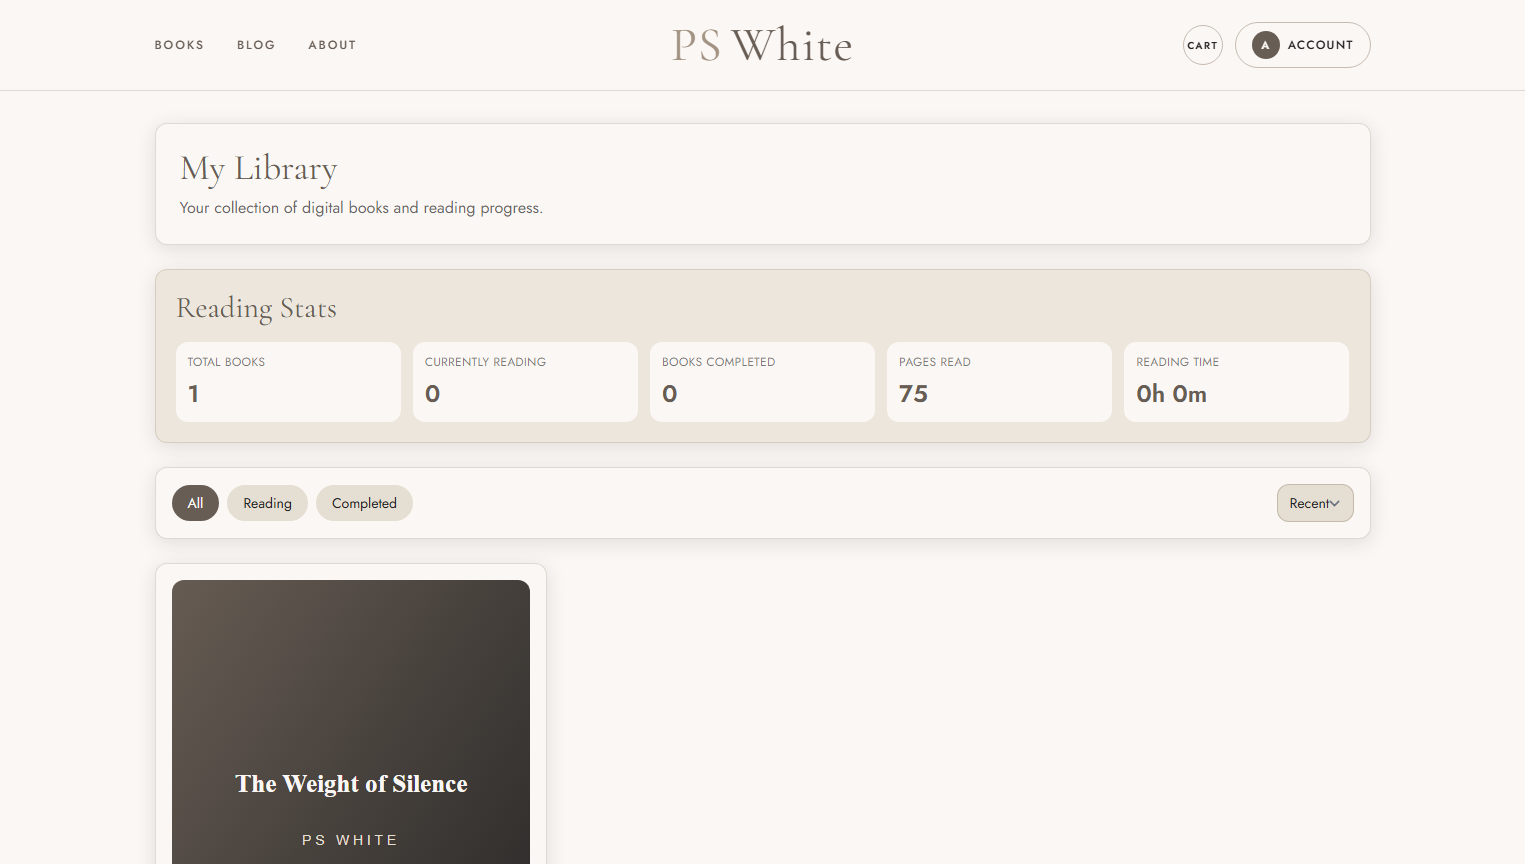 BOOKS BLOG ABOUT PS White CART A ACCOUNT
My Library
Your collection of digital books and reading progress.
Reading Stats
TOTAL BOOKS CURRENTLY READING BOOKS COMPLETED PAGES READ READING TIME
1 0 0 75 0h 0m
All Reading Completed Recent
The Weight of Silence
PS WHITE